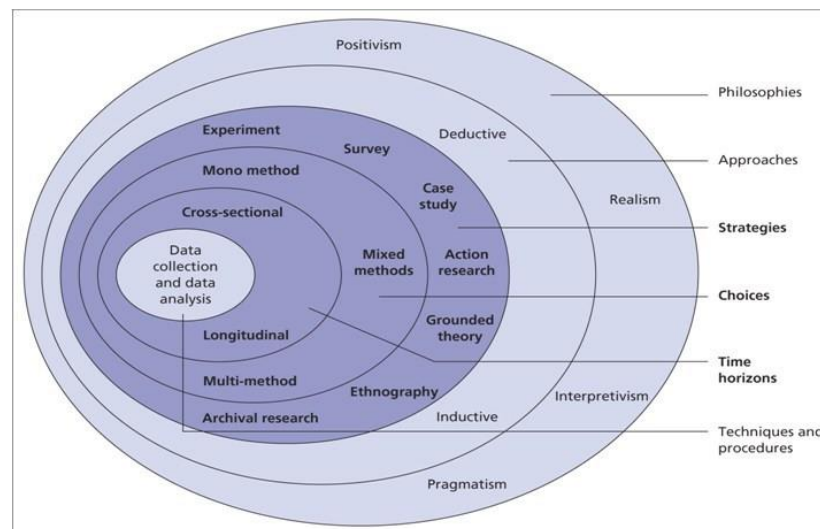 Positivism
Philosophies
Experiment
Deductive
Survey
Approaches
Mono method
Case
study
Realism
Cross-sectional
Strategies
Data
collection
and data
analysis
Mixed
methods
Action
research
Choices
Longitudinal
Grounded
theory
Time
horizons
Multi-method
Ethnography
Interpretivism
Archival research
Inductive
Techniques and
procedures
Pragmatism